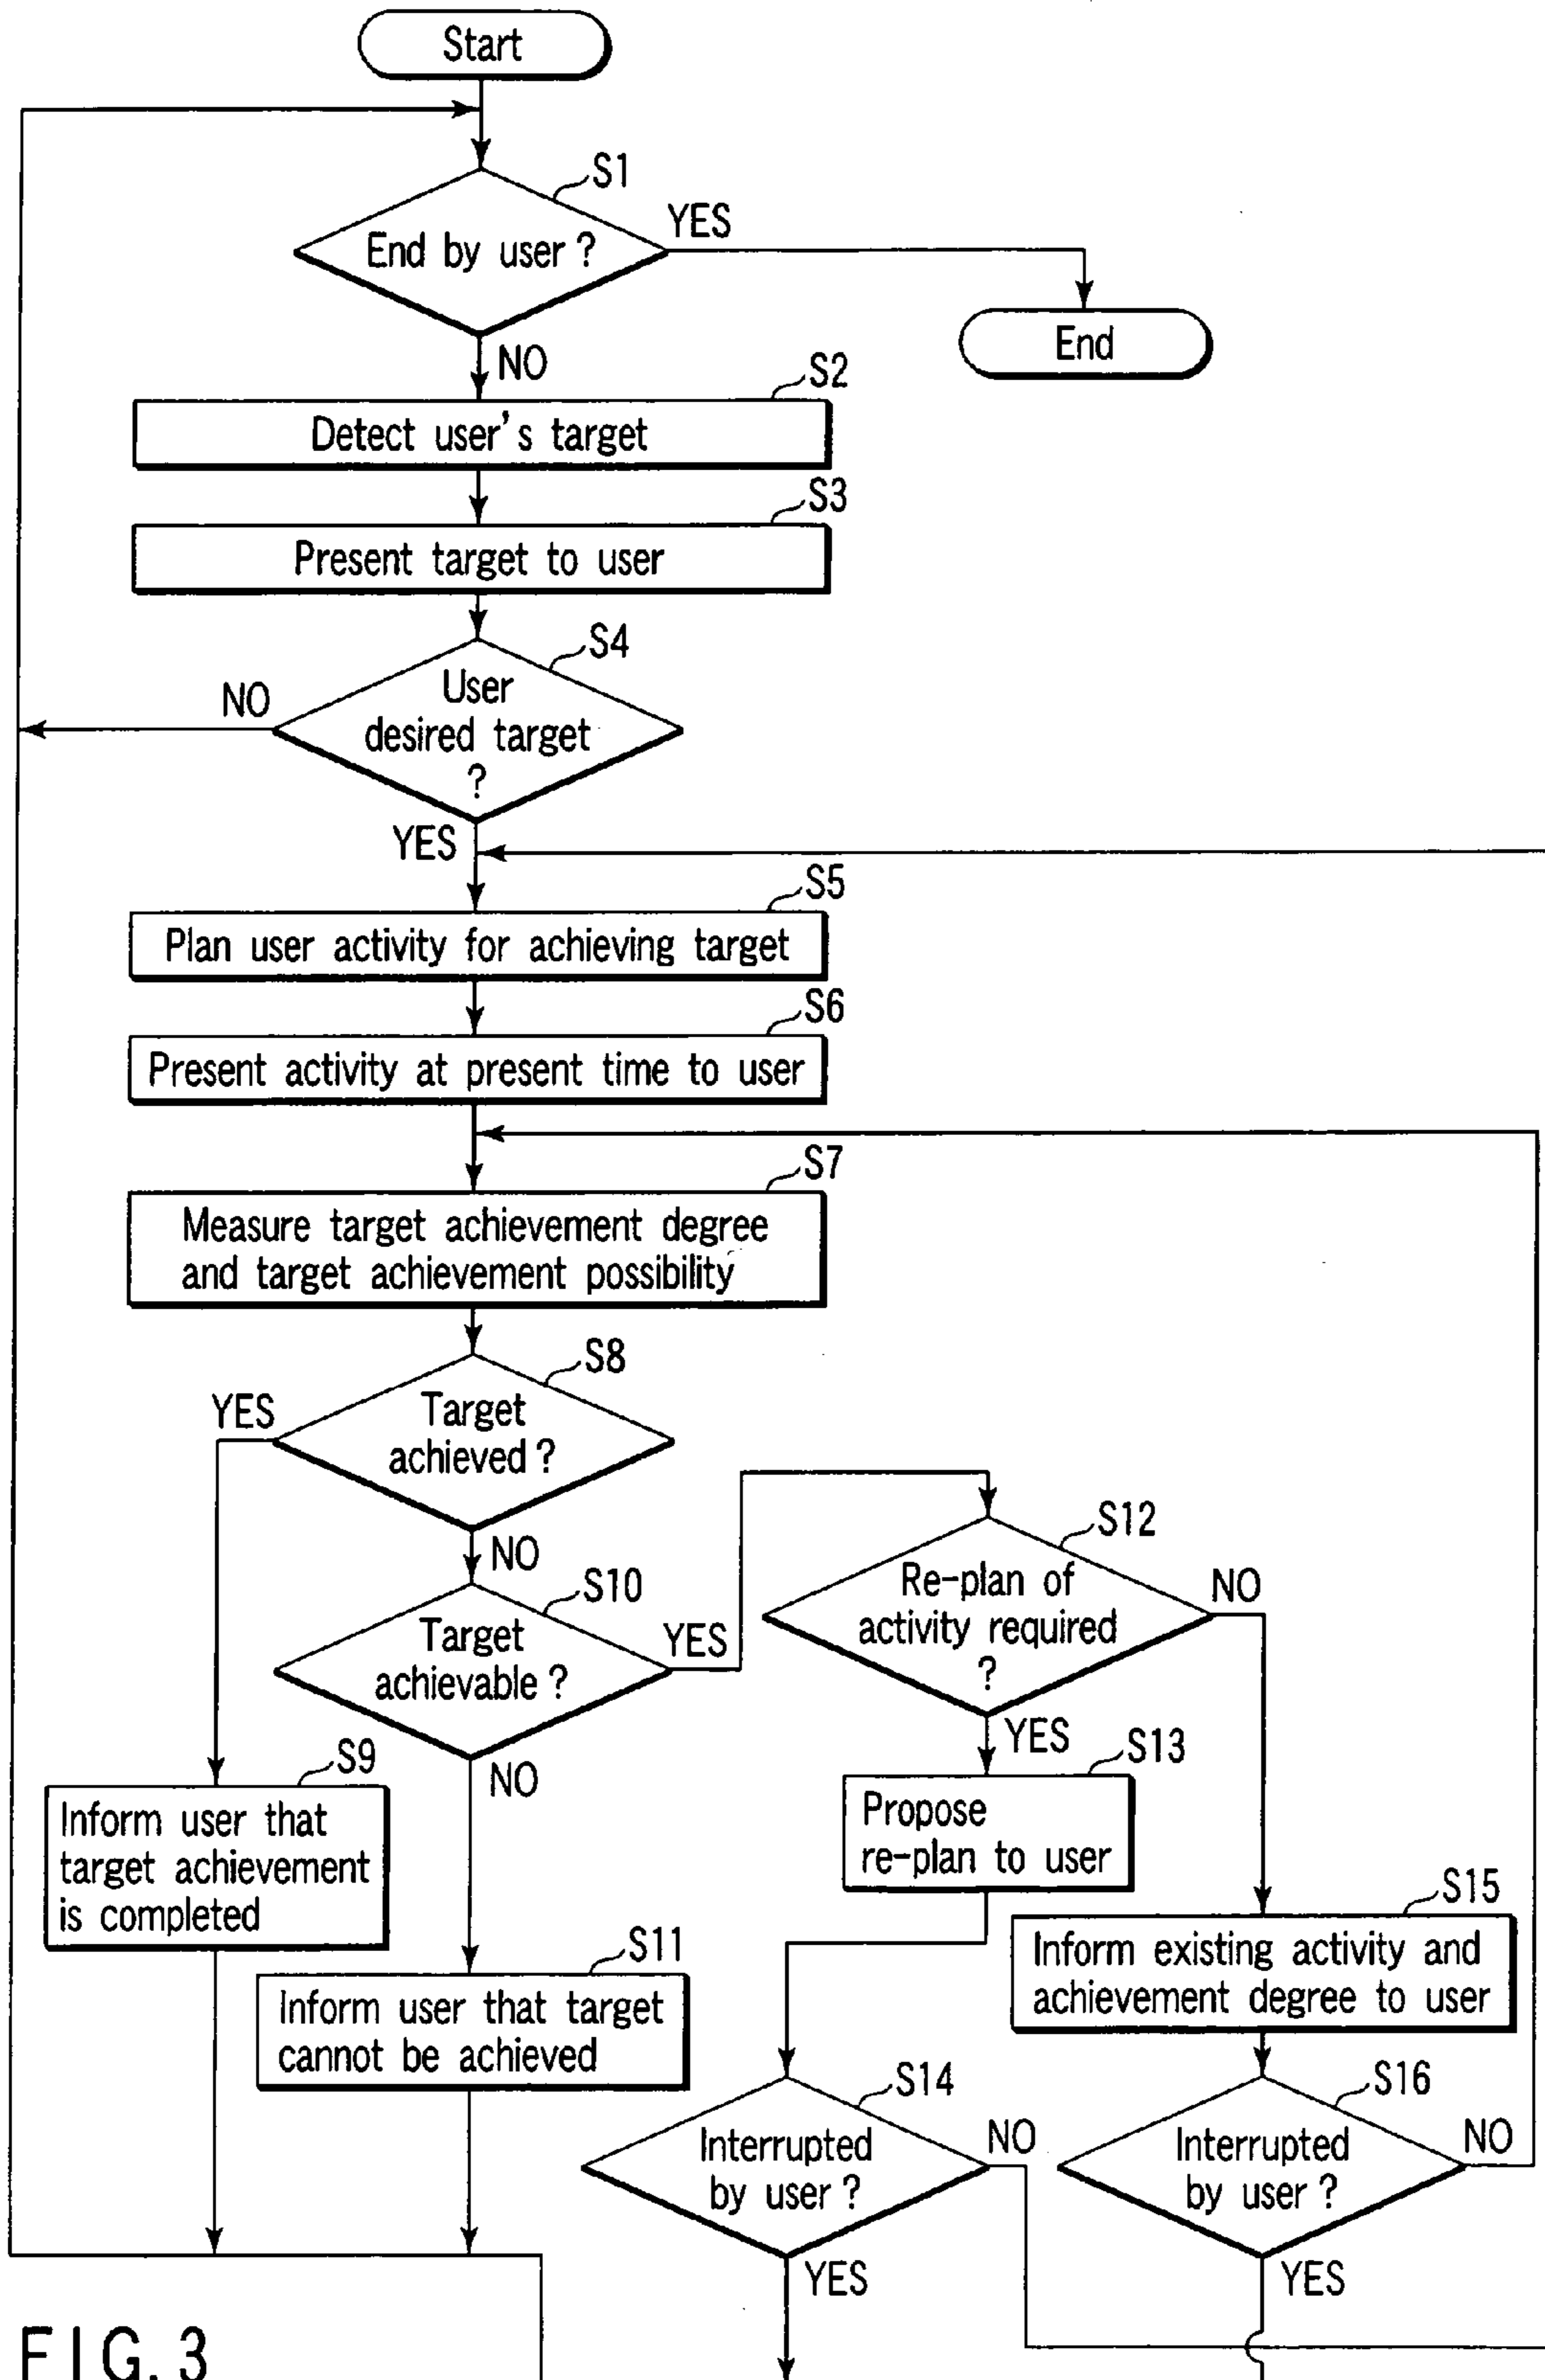 Start
S1
End by user ?
YES
End
NO
S2
Detect user's target
S3
Present target to user
S4
User
desired target
?
NO
YES
S5
Plan user activity for achieving target
S6
Present activity at present time to user
S7
Measure target achievement degree
and target achievement possibility
S8
Target
achieved ?
YES
NO
S10
Target
achievable ?
YES
NO
S12
Re-plan of
activity required
?
NO
YES
S9
Inform user that
target achievement
is completed
S13
Propose
re-plan to user
S11
Inform user that target
cannot be achieved
S15
Inform existing activity and
achievement degree to user
S14
Interrupted
by user ?
NO
YES
S16
Interrupted
by user ?
NO
YES
FIG. 3